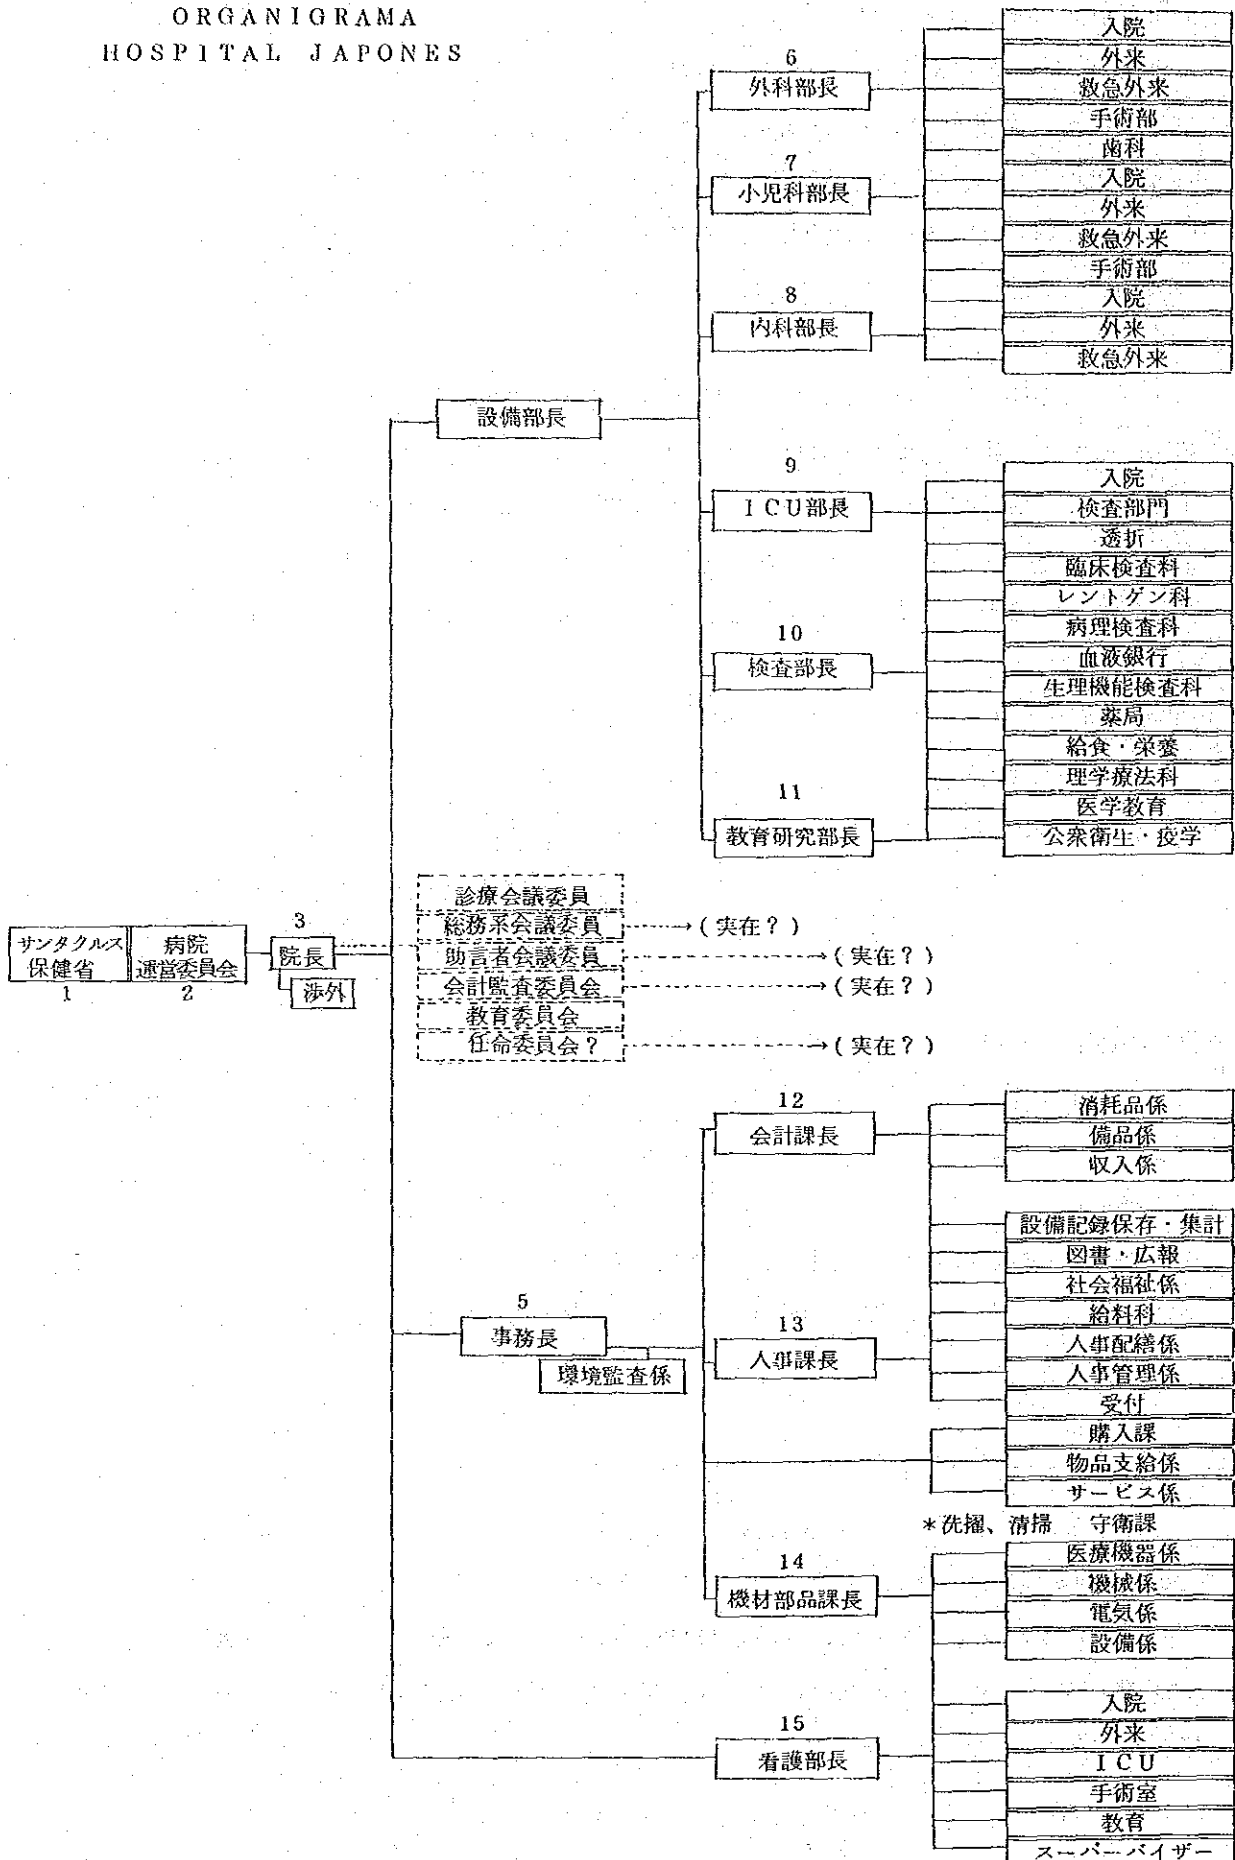 ORGANIGRAMA
HOSPITAL JAPONES
6
外科部長
7
小児科部長
8
内科部長
入院
外来
救急外来
手術部
歯科
入院
外来
救急外来
手術部
入院
外来
救急外来
設備部長
9
ICU部長
10
検査部長
11
教育研究部長
入院
検査部門
透折
臨床検査料
レントゲン科
病理検査科
血液銀行
生理機能検査科
薬局
給食・栄養
理学療法科
医学教育
公衆衛生・疫学
サンタクルス
保健省
1
病院
運営委員会
2
3
院長
渉外
診療会議委員
総務系会議委員 →(実在?)
助言者会議委員 →(実在?)
会計監査委員会 →(実在?)
教育委員会
任命委員会? →(実在?)
12
会計課長
消耗品係
備品係
収入係
5
事務長
環境監査係
13
人事課長
設備記録保存・集計
図書・広報
社会福祉係
給料科
人事配繕係
人事管理係
受付
購入課
物品支給係
サービス係
*洗擢、清掃 守衛課
14
機材部品課長
医療機器係
機械係
電気係
設備係
15
看護部長
入院
外来
ICU
手術室
教育
スーパーバイザー